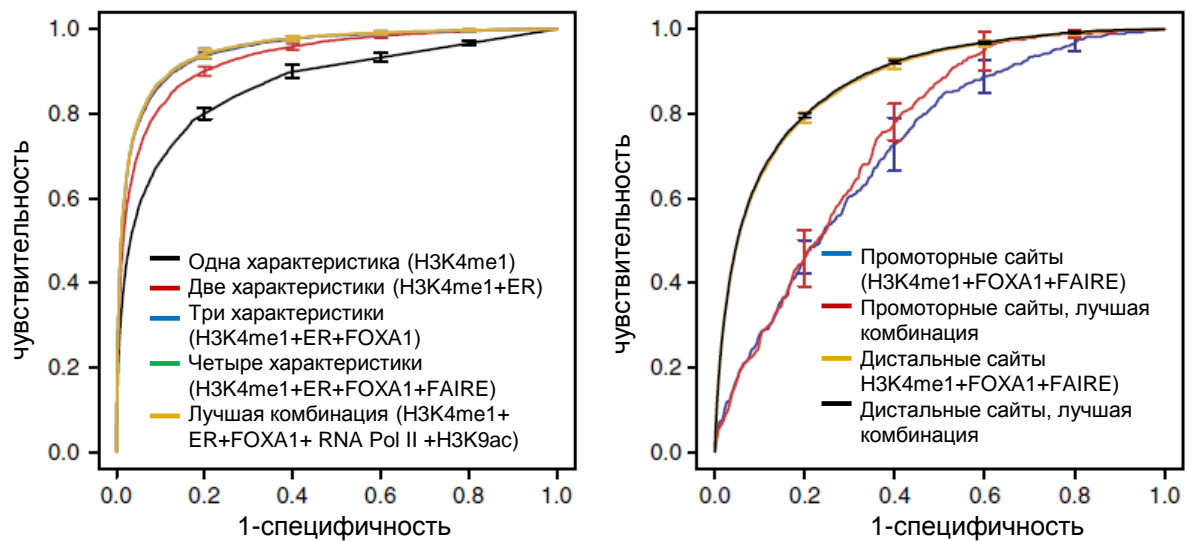 чувствительность
1.0
0.8
0.6
0.4
0.2
0.0
Одна характеристика (H3K4me1)
Две характеристики (H3K4me1+ER)
Три характеристики
(H3K4me1+ER+FOXA1)
Четыре характеристики
(H3K4me1+ER+FOXA1+FAIRE)
Лучшая комбинация (H3K4me1+
ER+FOXA1+ RNA Pol II +H3K9ac)
0.0 0.2 0.4 0.6 0.8 1.0
1-специфичность
чувствительность
1.0
0.8
0.6
0.4
0.2
0.0
Промоторные сайты
(H3K4me1+FOXA1+FAIRE)
Промоторные сайты, лучшая
комбинация
Дистальные сайты
H3K4me1+FOXA1+FAIRE)
Дистальные сайты, лучшая
комбинация
0.0 0.2 0.4 0.6 0.8 1.0
1-специфичность